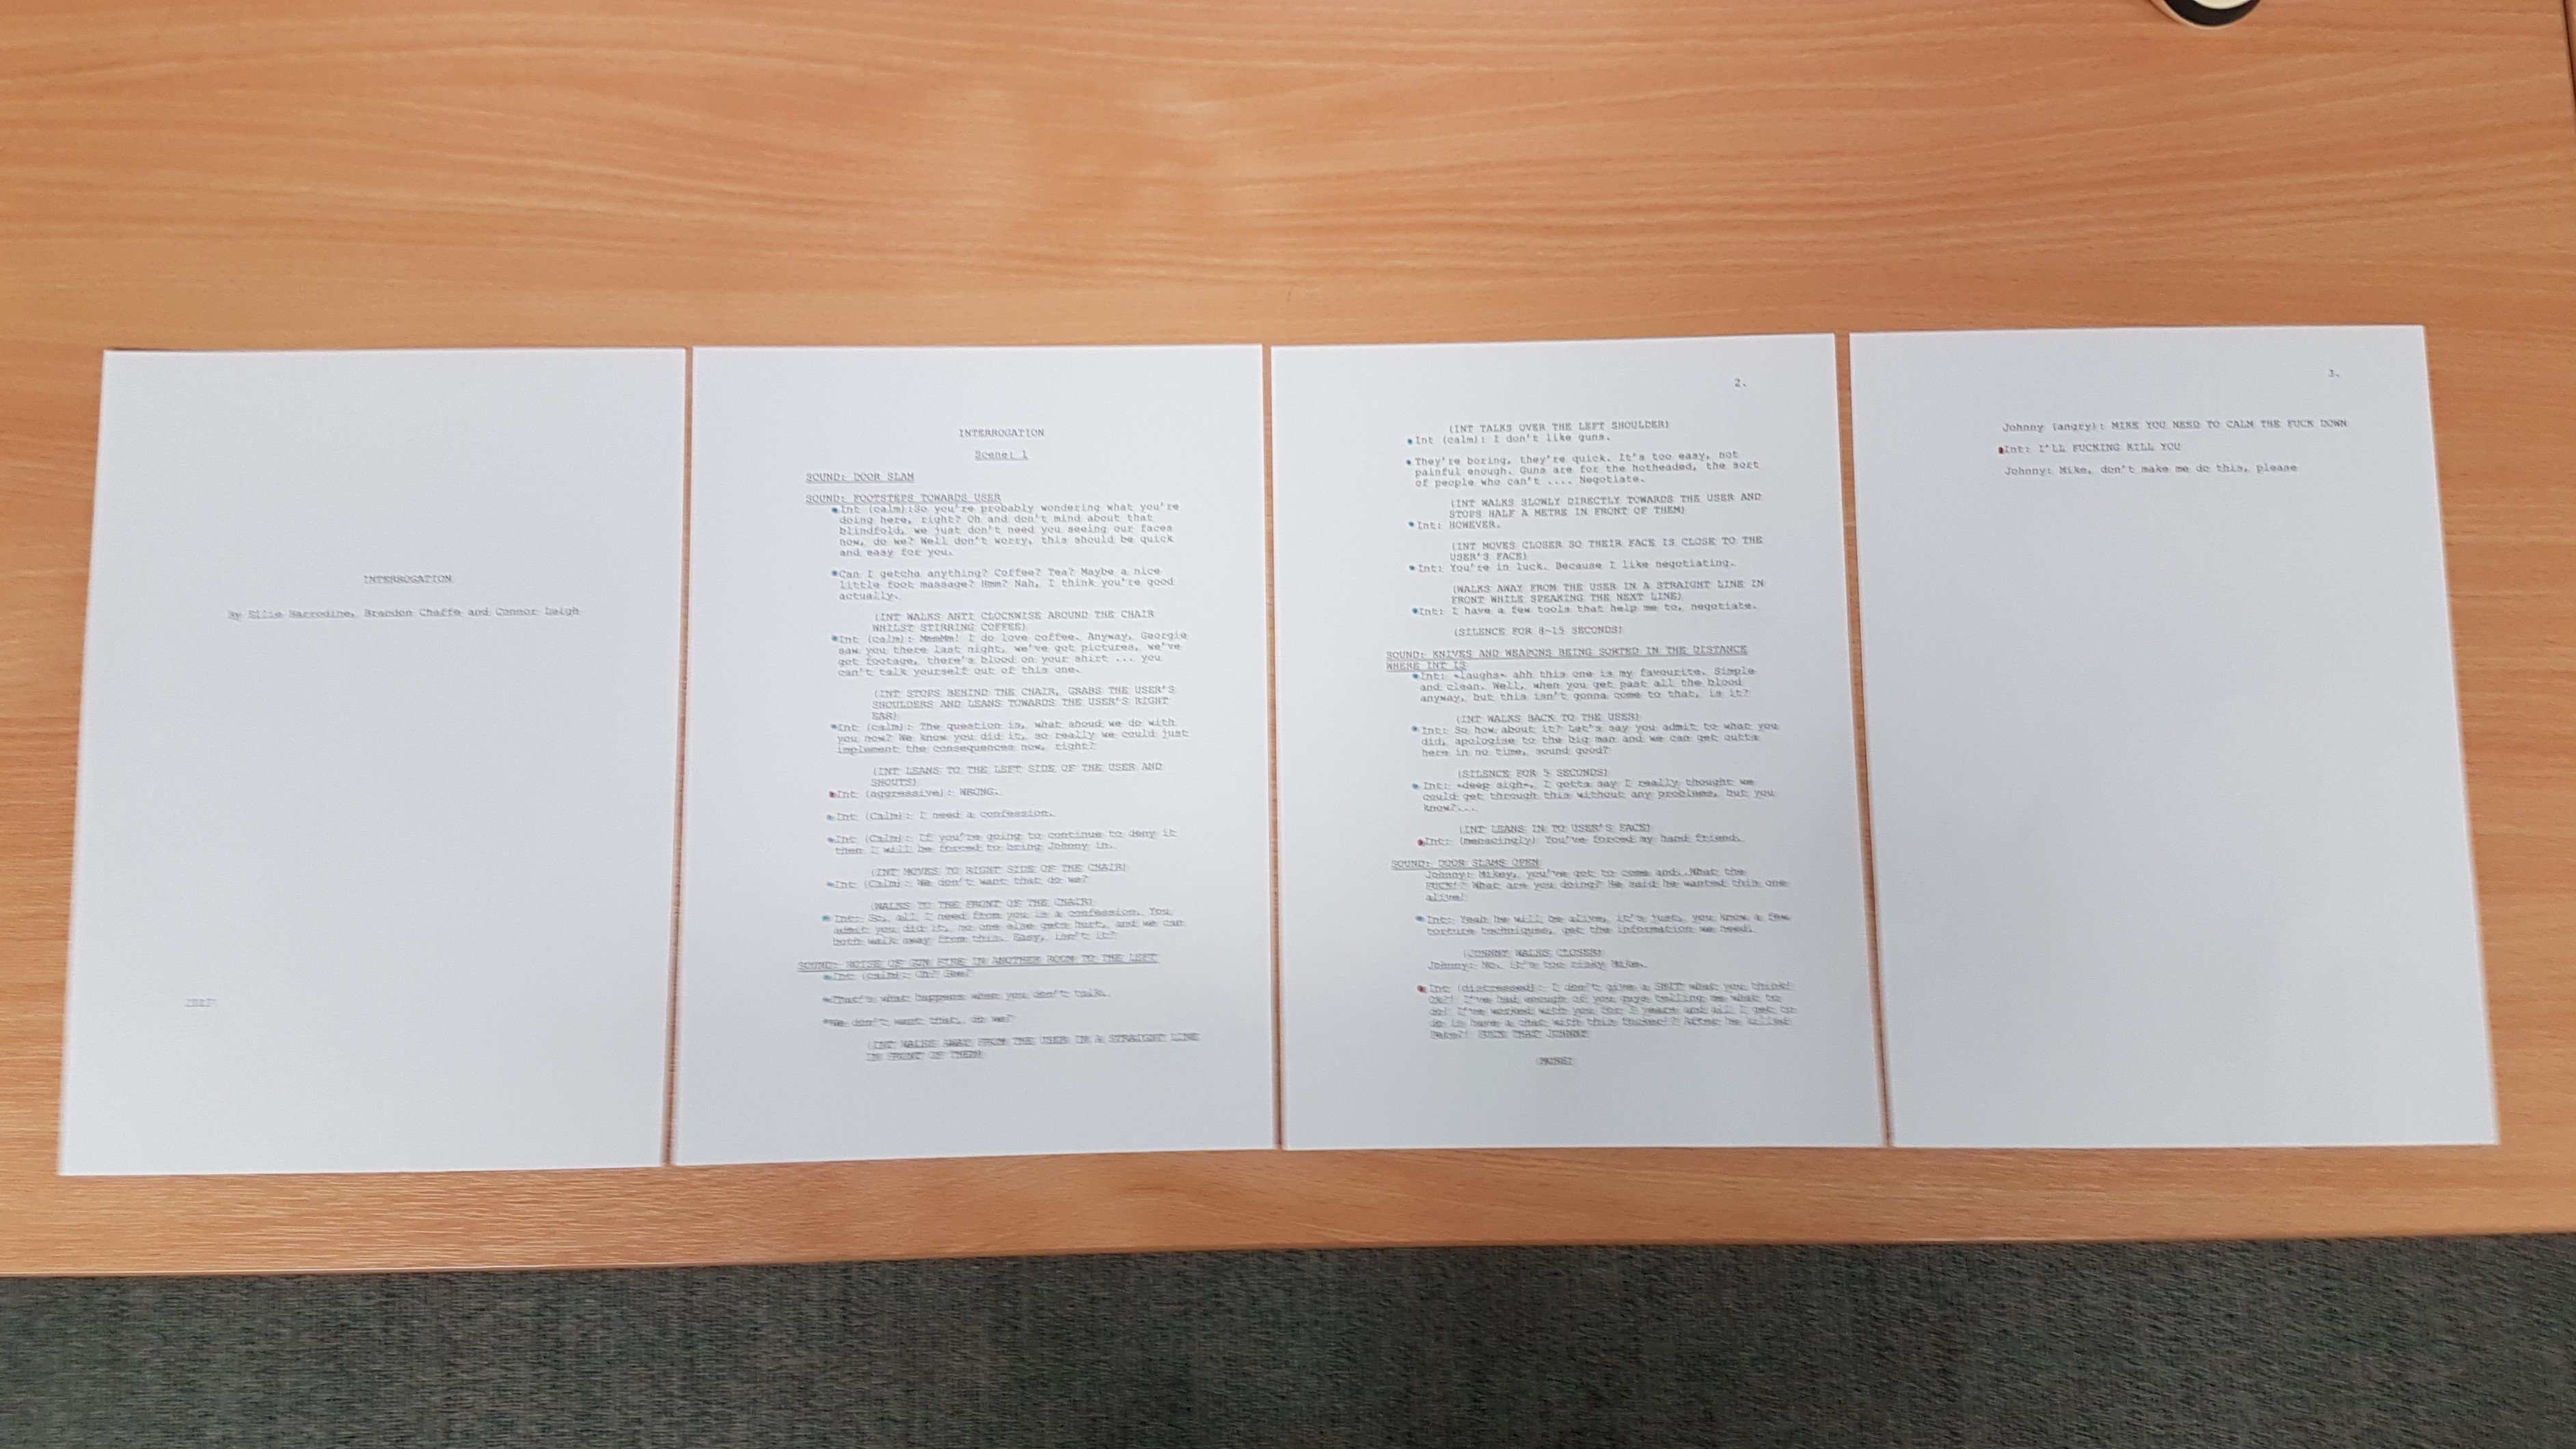 INTERROGATION
By Ellie Harrodine, Brandon Chaffe and Connor Leigh
INTERROGATION
Scene: 1
SOUND: DOOR SLAM
SOUND: FOOTSTEPS TOWARDS USER
Int (calm):So you're probably wondering what you're
doing here, right? Oh and don't mind about that
blindfold, we just don't need you seeing our faces
now, do we? Well don't worry, this should be quick
and easy for you.
Can I getcha anything? Coffee? Tea? Maybe a nice
little foot massage? Hmm? Nah, I think you're good
actually.
(INT WALKS ANTI CLOCKWISE AROUND THE CHAIR
WHILST STIRRING COFFEE)
Int (calm): MmmMm! I do love coffee. Anyway, Georgie
saw you there last night, we've got pictures, we've
got footage, there's blood on your shirt ... you
can't talk yourself out of this one.
(INT STOPS BEHIND THE CHAIR, GRABS THE USER'S
SHOULDERS AND LEANS TOWARDS THE USER'S RIGHT
EAR)
Int (calm): The question is, what shoud we do with
you now? We know you did it, so really we could just
implement the consequences now, right?
(INT LEANS TO THE LEFT SIDE OF THE USER AND
SHOUTS)
Int (aggressive): WRONG.
Int (Calm): I need a confession.
Int (Calm): If you're going to continue to deny it
then I will be forced to bring Johnny in.
(INT MOVES TO RIGHT SIDE OF THE CHAIR)
Int (Calm): We don't want that do we?
(WALKS TO THE FRONT OF THE CHAIR)
Int: So, all I need from you is a confession. You
admit you did it, no one else gets hurt, and we can
both walk away from this. Easy, isn't it?
SOUND: NOISE OF GUN FIRE IN ANOTHER ROOM TO THE LEFT
Int (calm): Oh? See?
That's what happens when you don't talk.
We don't want that, do we?
(INT WALKS AWAY FROM THE USER IN A STRAIGHT LINE
IN FRONT OF THEM)
2.
(INT TALKS OVER THE LEFT SHOULDER)
Int (calm): I don't like guns.
They're boring, they're quick. It's too easy, not
painful enough. Guns are for the hotheaded, the sort
of people who can't .... Negotiate.
(INT WALKS SLOWLY DIRECTLY TOWARDS THE USER AND
STOPS HALF A METRE IN FRONT OF THEM)
Int: HOWEVER.
(INT MOVES CLOSER SO THEIR FACE IS CLOSE TO THE
USER'S FACE)
Int: You're in luck. Because I like negotiating.
(WALKS AWAY FROM THE USER IN A STRAIGHT LINE IN
FRONT WHILE SPEAKING THE NEXT LINE)
Int: I have a few tools that help me to, negotiate.
(SILENCE FOR 8-15 SECONDS)
SOUND: KNIVES AND WEAPONS BEING SORTED IN THE DISTANCE
WHERE INT IS
Int: *laughs* ahh this one is my favourite. Simple
and clean. Well, when you get past all the blood
anyway, but this isn't gonna come to that, is it?
(INT WALKS BACK TO THE USER)
Int: So how about it? Let's say you admit to what you
did, apologise to the big man and we can get outta
here in no time, sound good?
(SILENCE FOR 5 SECONDS)
Int: *deep sigh*, I gotta say I really thought we
could get through this without any problems, but you
know?...
(INT LEANS IN TO USER'S FACE)
Int: (menacingly) You've forced my hand friend.
SOUND: DOOR SLAMS OPEN
Johnny: Mikey, you've got to come and..What the
FUCK!? What are you doing? He said he wanted this one
alive!
Int: Yeah he will be alive, it's just, you know a few
torture techniques, get the information we need.
(JOHNNY WALKS CLOSER)
Johnny: No, it's too risky Mike.
Int (distressed): I don't give a SHIT what you think!
Ok?! I've had enough of you guys telling me what to
do! I've worked with you for years and all I get to
do is have a chat with this fucker!? After he killed
FUCK THAT JOHNNY
(MORE)
3.
Johnny (angry): MIKE YOU NEED TO CALM THE FUCK DOWN
Int: I'LL FUCKING KILL YOU
Johnny: Mike, don't make me do this, please